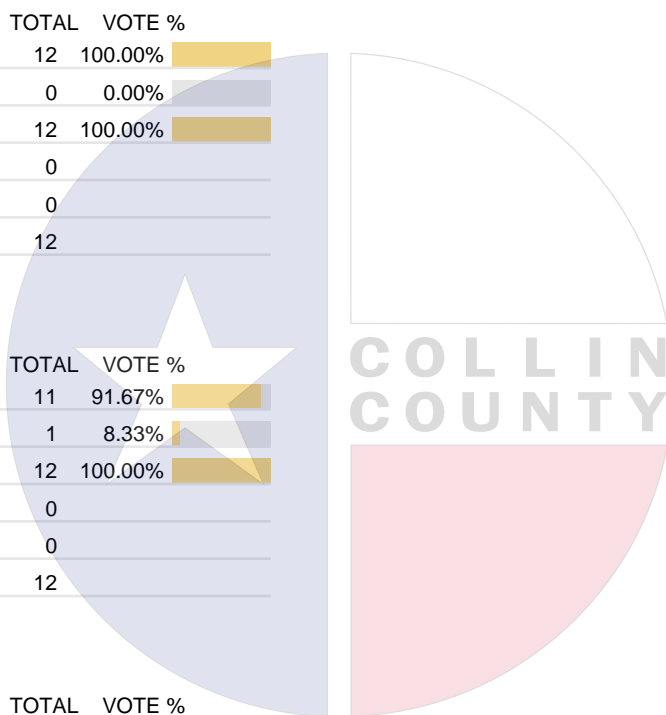 TOTAL VOTE %
12 100.00%
0 0.00%
12 100.00%
0
0
12
COLLIN
COUNTY
TOTAL VOTE %
11 91.67%
1 8.33%
12 100.00%
0
0
12
TOTAL VOTE %